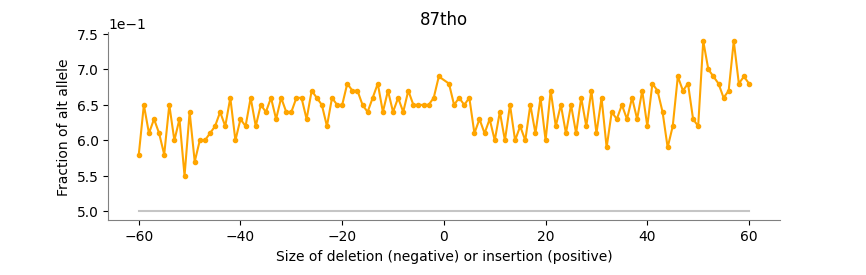 87tho
1e−1
7.5
7.0
6.5
6.0
5.5
5.0
Fraction of alt allele
−60 −40 −20 0 20 40 60
Size of deletion (negative) or insertion (positive)